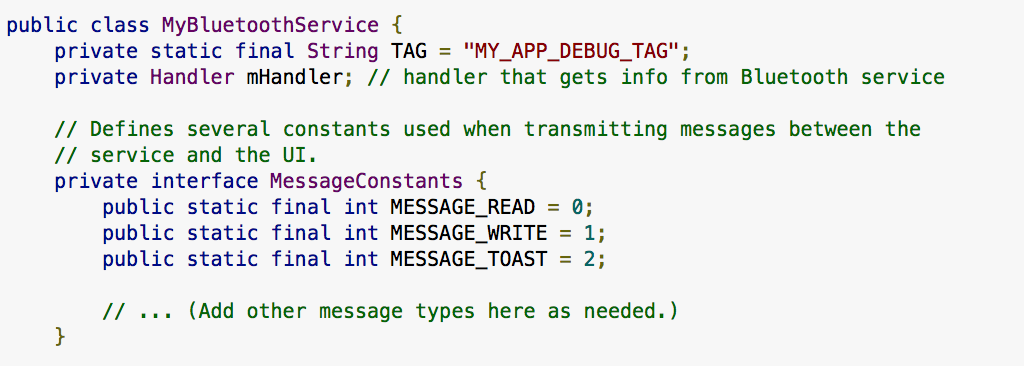 public class MyBluetoothService {
    private static final String TAG = "MY_APP_DEBUG_TAG";
    private Handler mHandler; // handler that gets info from Bluetooth service

    // Defines several constants used when transmitting messages between the
    // service and the UI.
    private interface MessageConstants {
        public static final int MESSAGE_READ = 0;
        public static final int MESSAGE_WRITE = 1;
        public static final int MESSAGE_TOAST = 2;

        // ... (Add other message types here as needed.)
    }